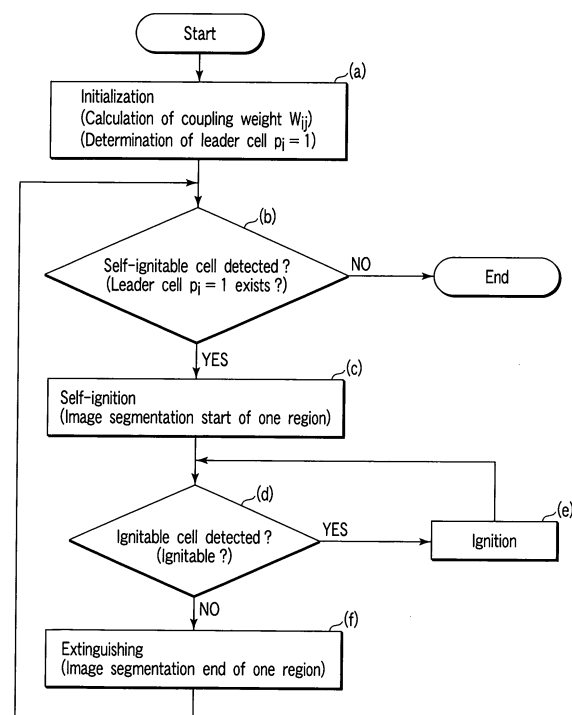 Start
(a)
Initialization
(Calculation of coupling weight Wij)
(Determination of leader cell pi = 1)
(b)
Self-ignitable cell detected ?
(Leader cell pi = 1 exists ?)
NO
End
YES
(c)
Self-ignition
(Image segmentation start of one region)
(d)
Ignitable cell detected ?
(Ignitable ?)
YES
(e)
Ignition
NO
(f)
Extinguishing
(Image segmentation end of one region)